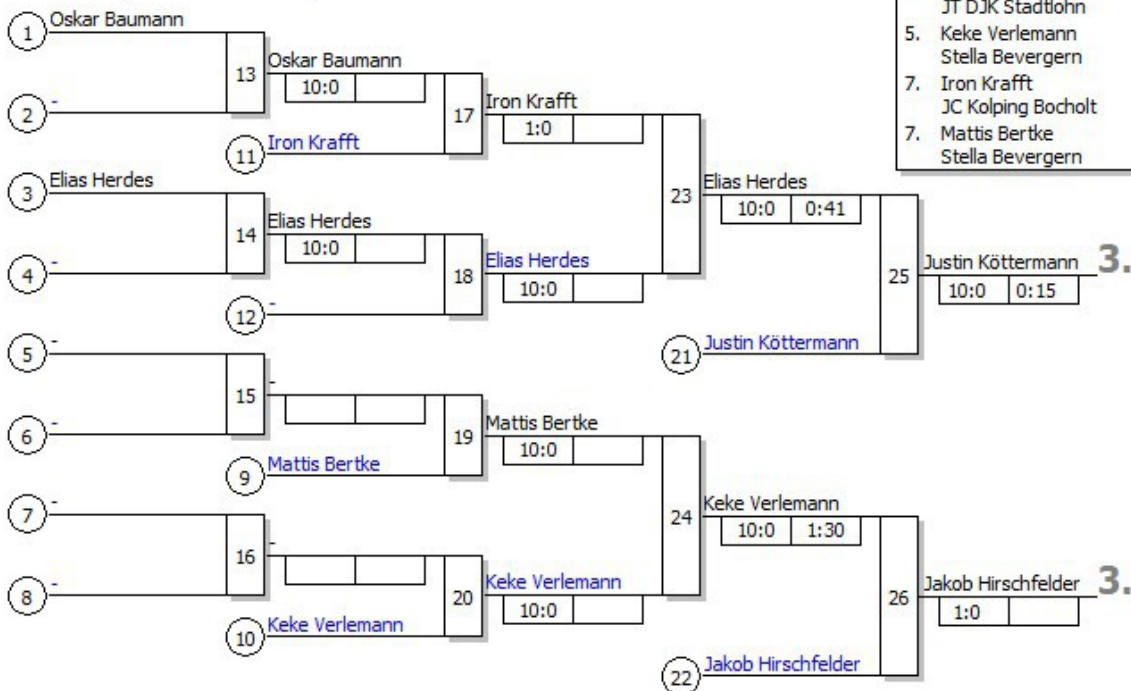 JT DJK Stadtlohn
5. Keke Verlemann
Stella Bevergern
7. Iron Krafft
JC Kolping Bocholt
7. Mattis Bertke
Stella Bevergern
1 Oskar Baumann
13 Oskar Baumann
10:0
2 -
17 Iron Krafft
1:0
11 Iron Krafft
3 Elias Herdes
23 Elias Herdes
10:0 0:41
14 Elias Herdes
10:0
4 -
18 Elias Herdes
10:0
12 -
25 Justin Köttermann 3.
10:0 0:15
21 Justin Köttermann
5 -
15 -
6 -
19 Mattis Bertke
10:0
9 Mattis Bertke
7 -
24 Keke Verlemann
10:0 1:30
16 -
8 -
20 Keke Verlemann
10:0
10 Keke Verlemann
26 Jakob Hirschfelder 3.
1:0
22 Jakob Hirschfelder